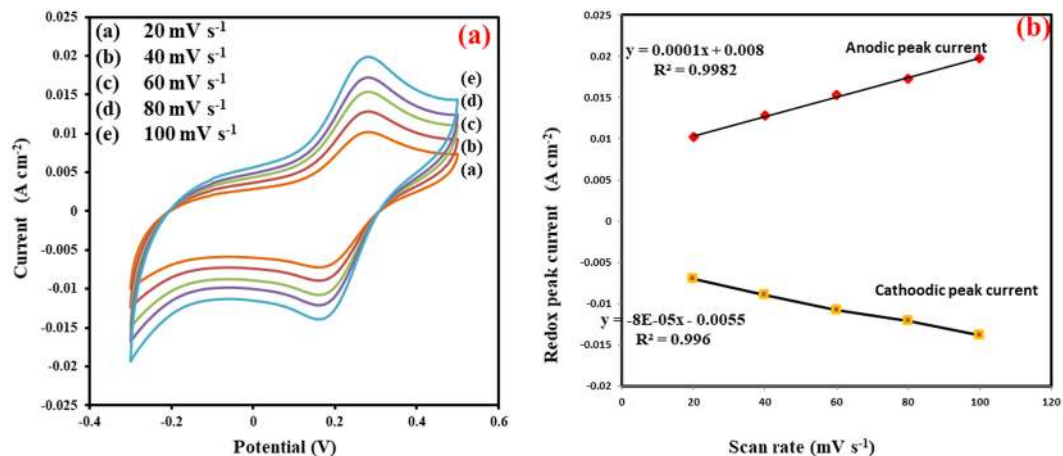 (a) 20 mV s⁻¹
(b) 40 mV s⁻¹
(c) 60 mV s⁻¹
(d) 80 mV s⁻¹
(e) 100 mV s⁻¹
(a)
(e)
(d)
(c)
(b)
(a)
0.025
0.02
0.015
0.01
0.005
0
-0.005
-0.01
-0.015
-0.02
-0.025
-0.4
-0.2
0
0.2
0.4
0.6
Current (A cm⁻²)
Potential (V)
(b)
y = 0.0001x + 0.008
R² = 0.9982
Anodic peak current
Cathoodic peak current
y = -8E-05x - 0.0055
R² = 0.996
0.025
0.02
0.015
0.01
0.005
0
-0.005
-0.01
-0.015
-0.02
0
20
40
60
80
100
120
Redox peak current (A cm⁻²)
Scan rate (mV s⁻¹)